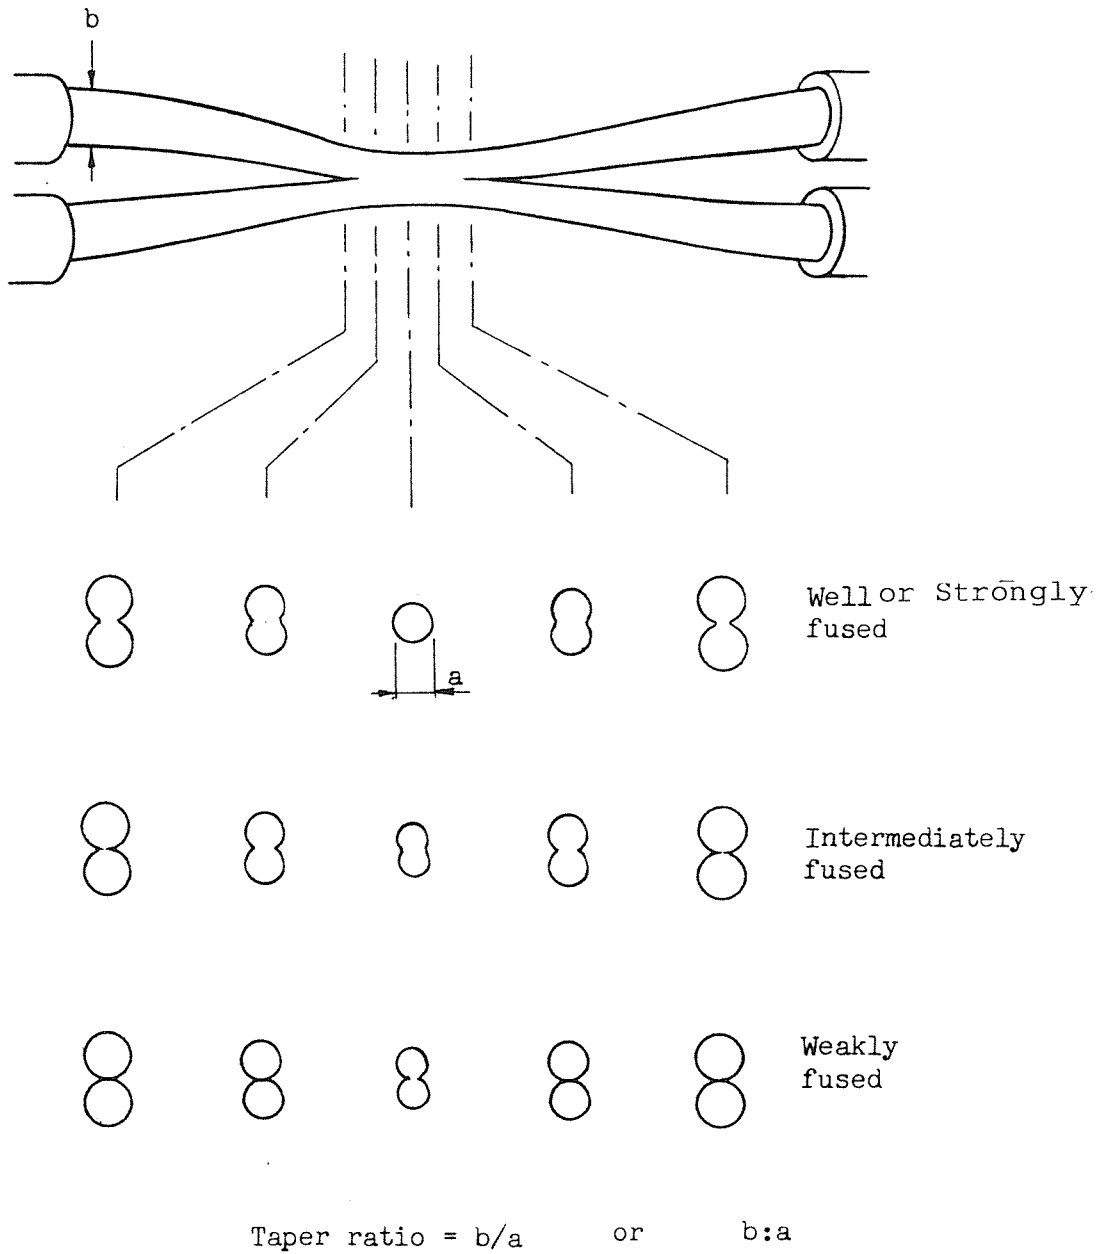 b
Well or Strongly
fused
a
Intermediately
fused
Weakly
fused
Taper ratio = b/a or b:a